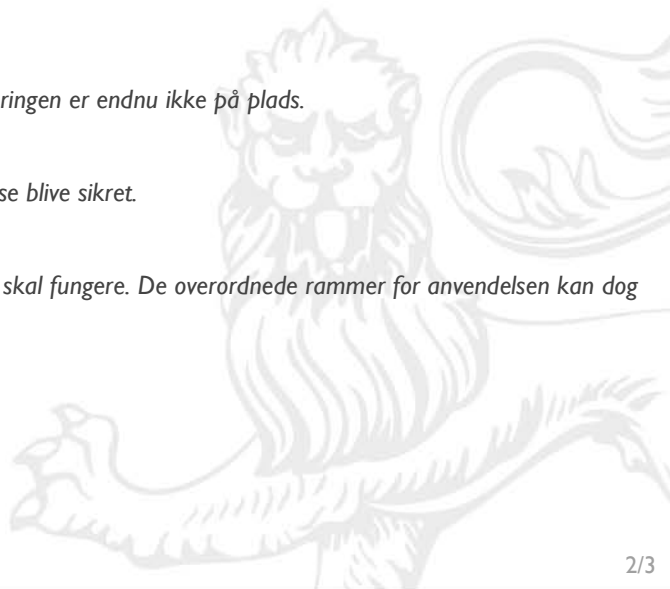 ringen er endnu ikke på plads.
se blive sikret.
skal fungere. De overordnede rammer for anvendelsen kan dog
2/3